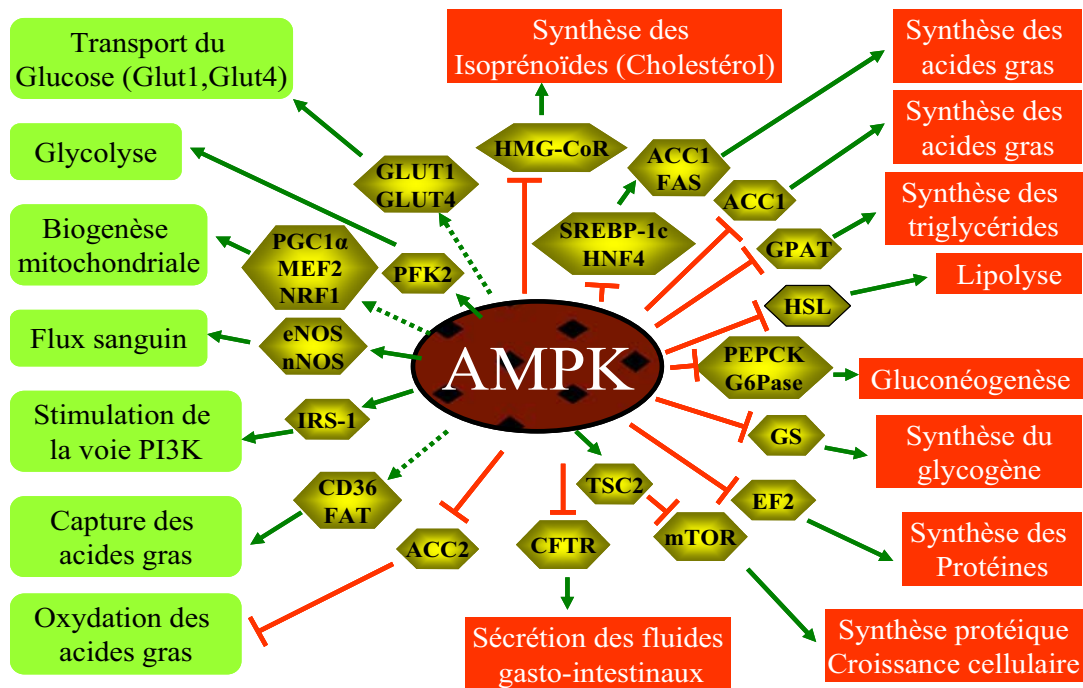 Transport du
Glucose (Glut1,Glut4)
Glycolyse
Biogenèse
mitochondriale
Flux sanguin
Stimulation de
la voie PI3K
Capture des
acides gras
Oxydation des
acides gras
Synthèse des
Isoprénoïdes (Cholestérol)
HMG-CoR
GLUT1
GLUT4
PGC1α
MEF2
NRF1
PFK2
eNOS
nNOS
IRS-1
CD36
FAT
ACC2
CFTR
TSC2
mTOR
AMPK
ACC1
FAS
SREBP-1c
HNF4
ACC1
GPAT
HSL
PEPCK
G6Pase
GS
EF2
Synthèse des
acides gras
Synthèse des
acides gras
Synthèse des
triglycérides
Lipolyse
Gluconéogenèse
Synthèse du
glycogène
Synthèse des
Protéines
Synthèse protéique
Croissance cellulaire
Sécrétion des fluides
gasto-intestinaux